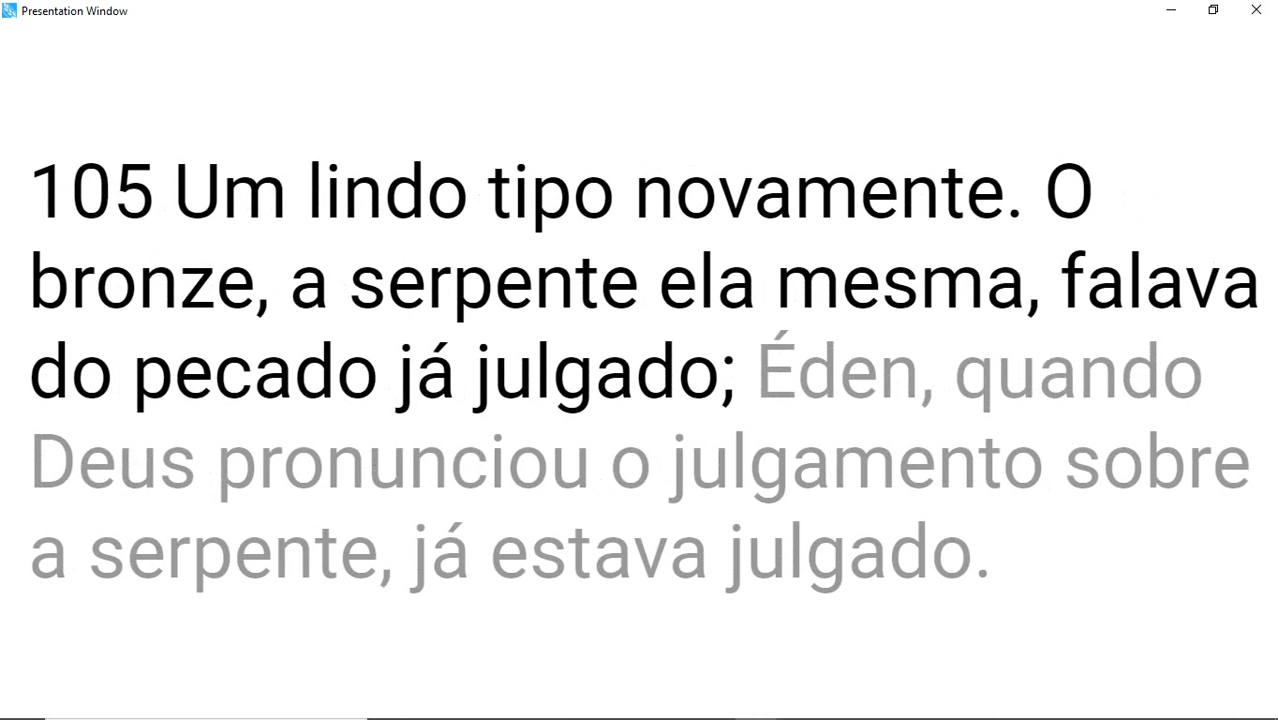 Presentation Window
105 Um lindo tipo novamente. O
bronze, a serpente ela mesma, falava
do pecado já julgado; Éden, quando
Deus pronunciou o julgamento sobre
a serpente, já estava julgado.